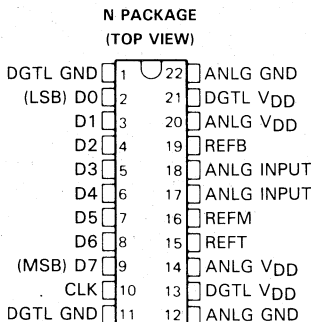 N PACKAGE
(TOP VIEW)
DGTL GND 1 22 ANLG GND
(LSB) D0 2 21 DGTL VDD
D1 3 20 ANLG VDD
D2 4 19 REFB
D3 5 18 ANLG INPUT
D4 6 17 ANLG INPUT
D5 7 16 REFM
D6 8 15 REFT
(MSB) D7 9 14 ANLG VDD
CLK 10 13 DGTL VDD
DGTL GND 11 12 ANLG GND